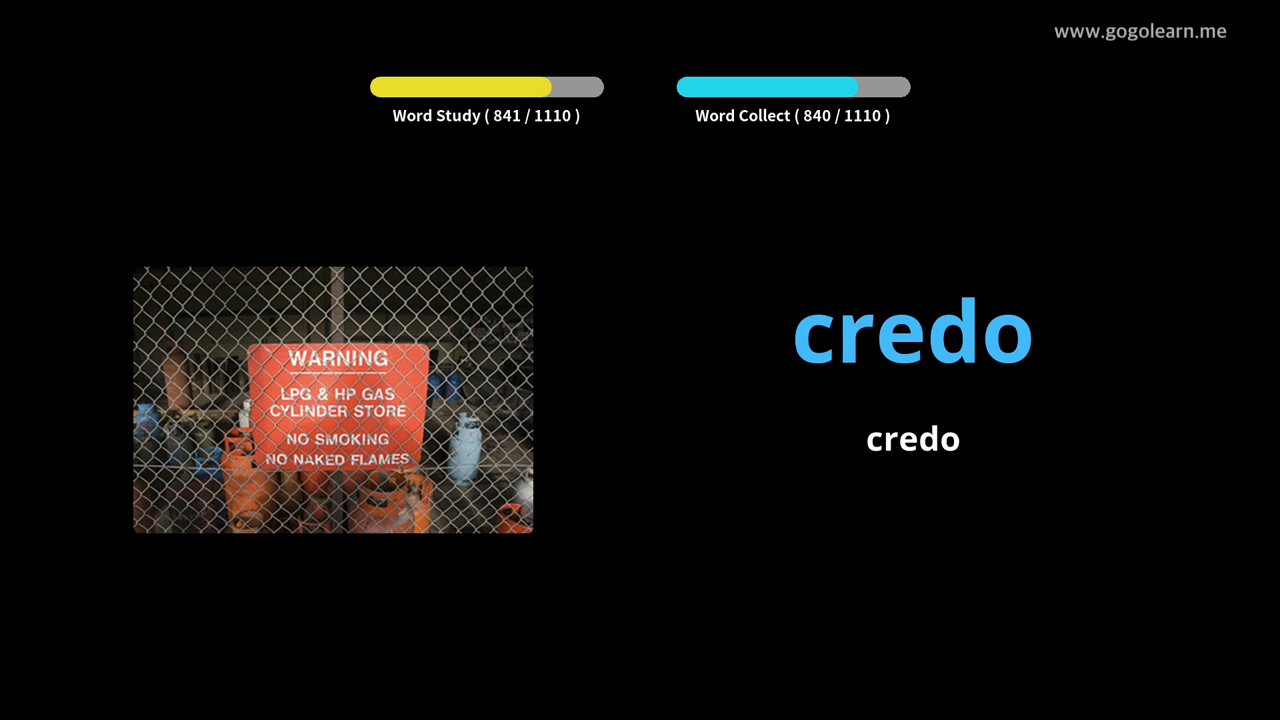 www.gogolearn.me
Word Study ( 841 / 1110 )
Word Collect ( 840 / 1110 )
WARNING
LPG & HP GAS
CYLINDER STORE
NO SMOKING
NO NAKED FLAMES
credo
credo